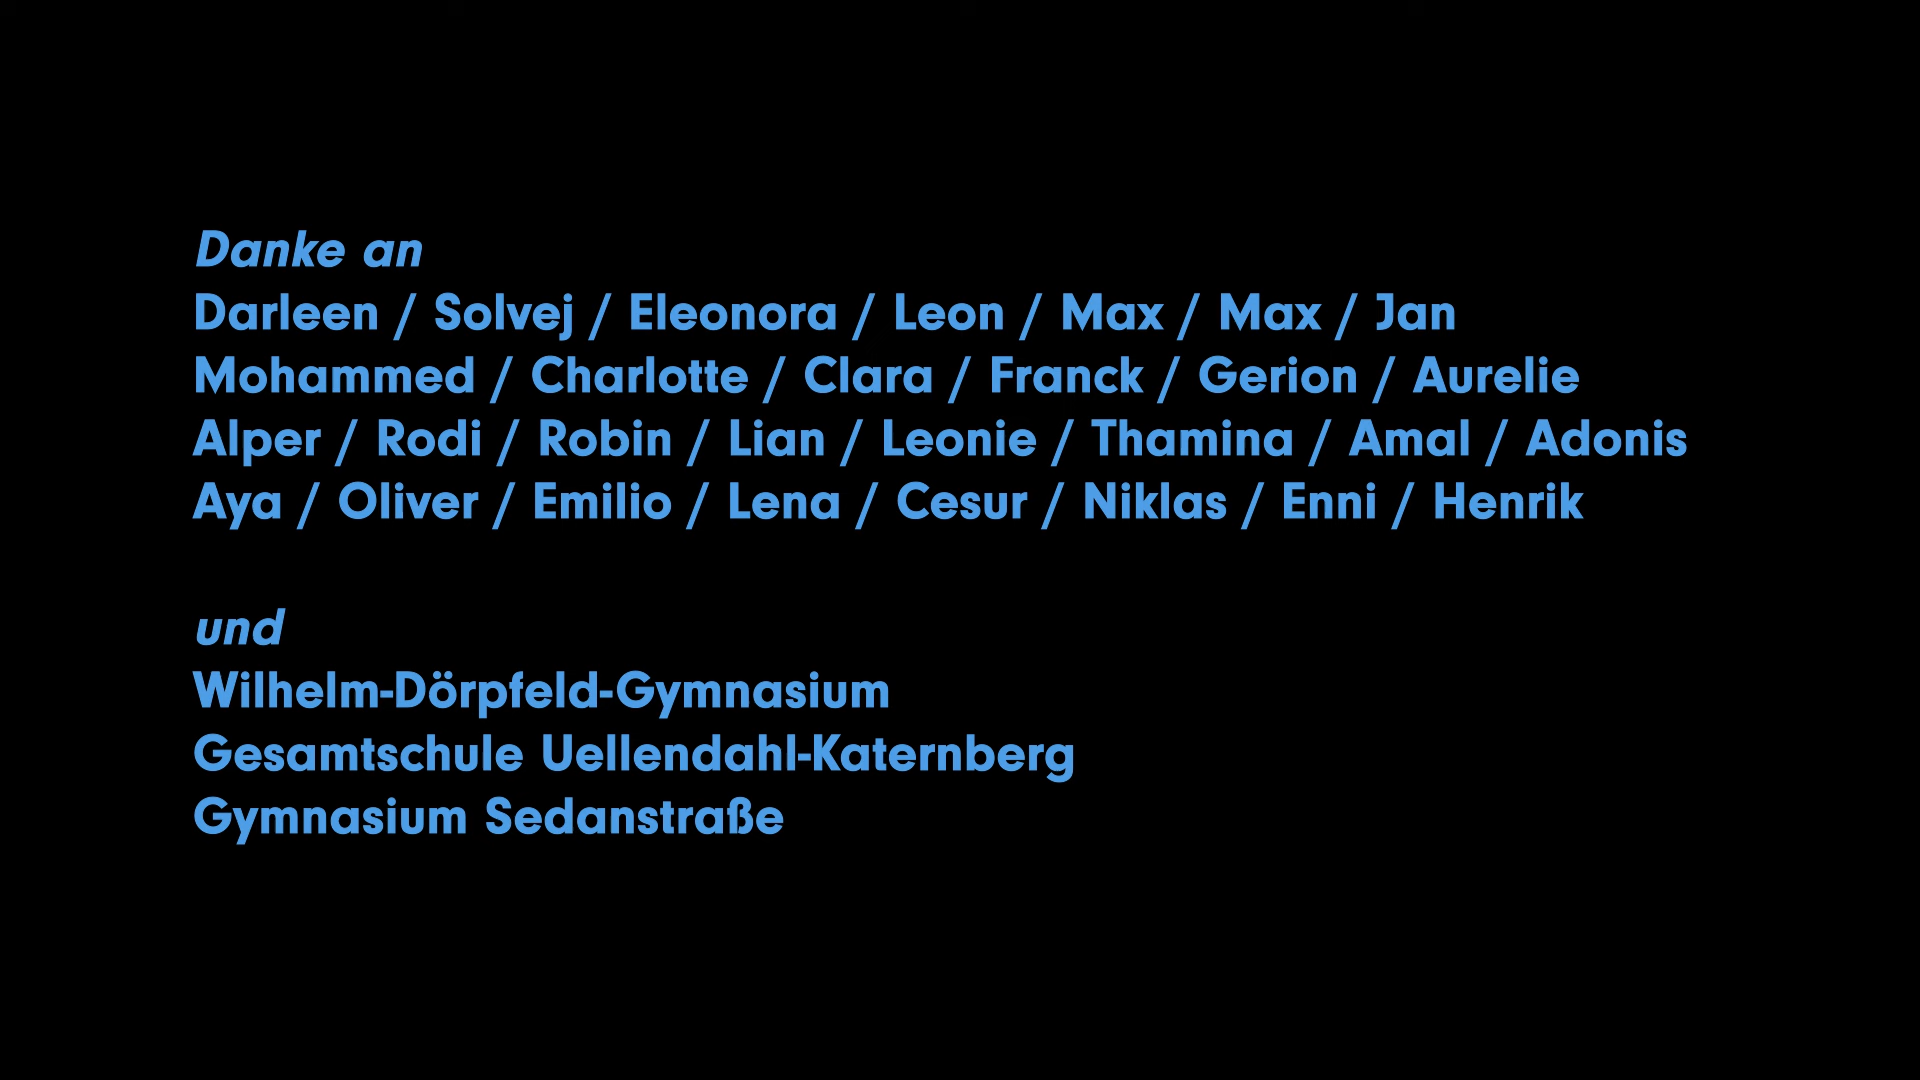 Danke an
Darleen / Solvej / Eleonora / Leon / Max / Max / Jan
Mohammed / Charlotte / Clara / Franck / Gerion / Aurelie
Alper / Rodi / Robin / Lian / Leonie / Thamina / Amal / Adonis
Aya / Oliver / Emilio / Lena / Cesur / Niklas / Enni / Henrik
und
Wilhelm-Dörpfeld-Gymnasium
Gesamtschule Uellendahl-Katernberg
Gymnasium Sedanstraße